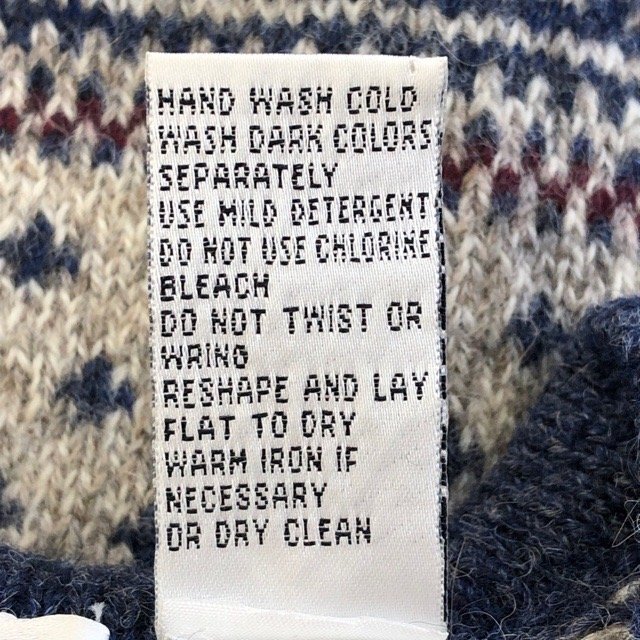 HAND WASH COLD
WASH DARK COLORS
SEPARATELY
USE MILD DETERGENT
DO NOT USE CHLORINE
BLEACH
DO NOT TWIST OR
WRING
RESHAPE AND LAY
FLAT TO DRY
WARM IRON IF
NECESSARY
OR DRY CLEAN